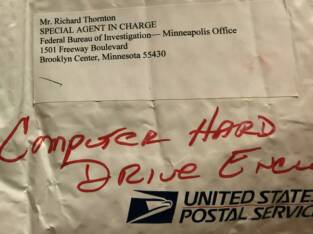 Mr. Richard Thornton
SPECIAL AGENT IN CHARGE
Federal Bureau of Investigation— Minneapolis Office
1501 Freeway Boulevard
Brooklyn Center, Minnesota 55430
COMPUTER HARD
DRIVE
UNITED STATES
POSTAL SERVICE